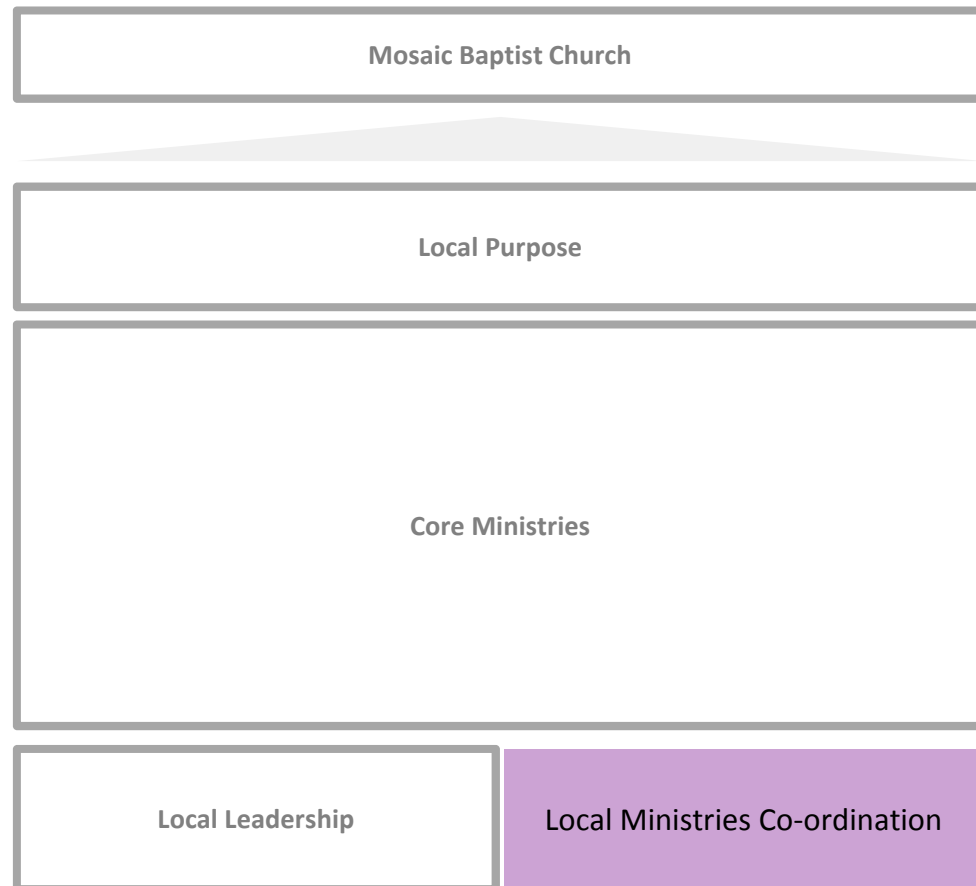 Mosaic Baptist Church
Local Purpose
Core Ministries
Local Leadership
Local Ministries Co-ordination